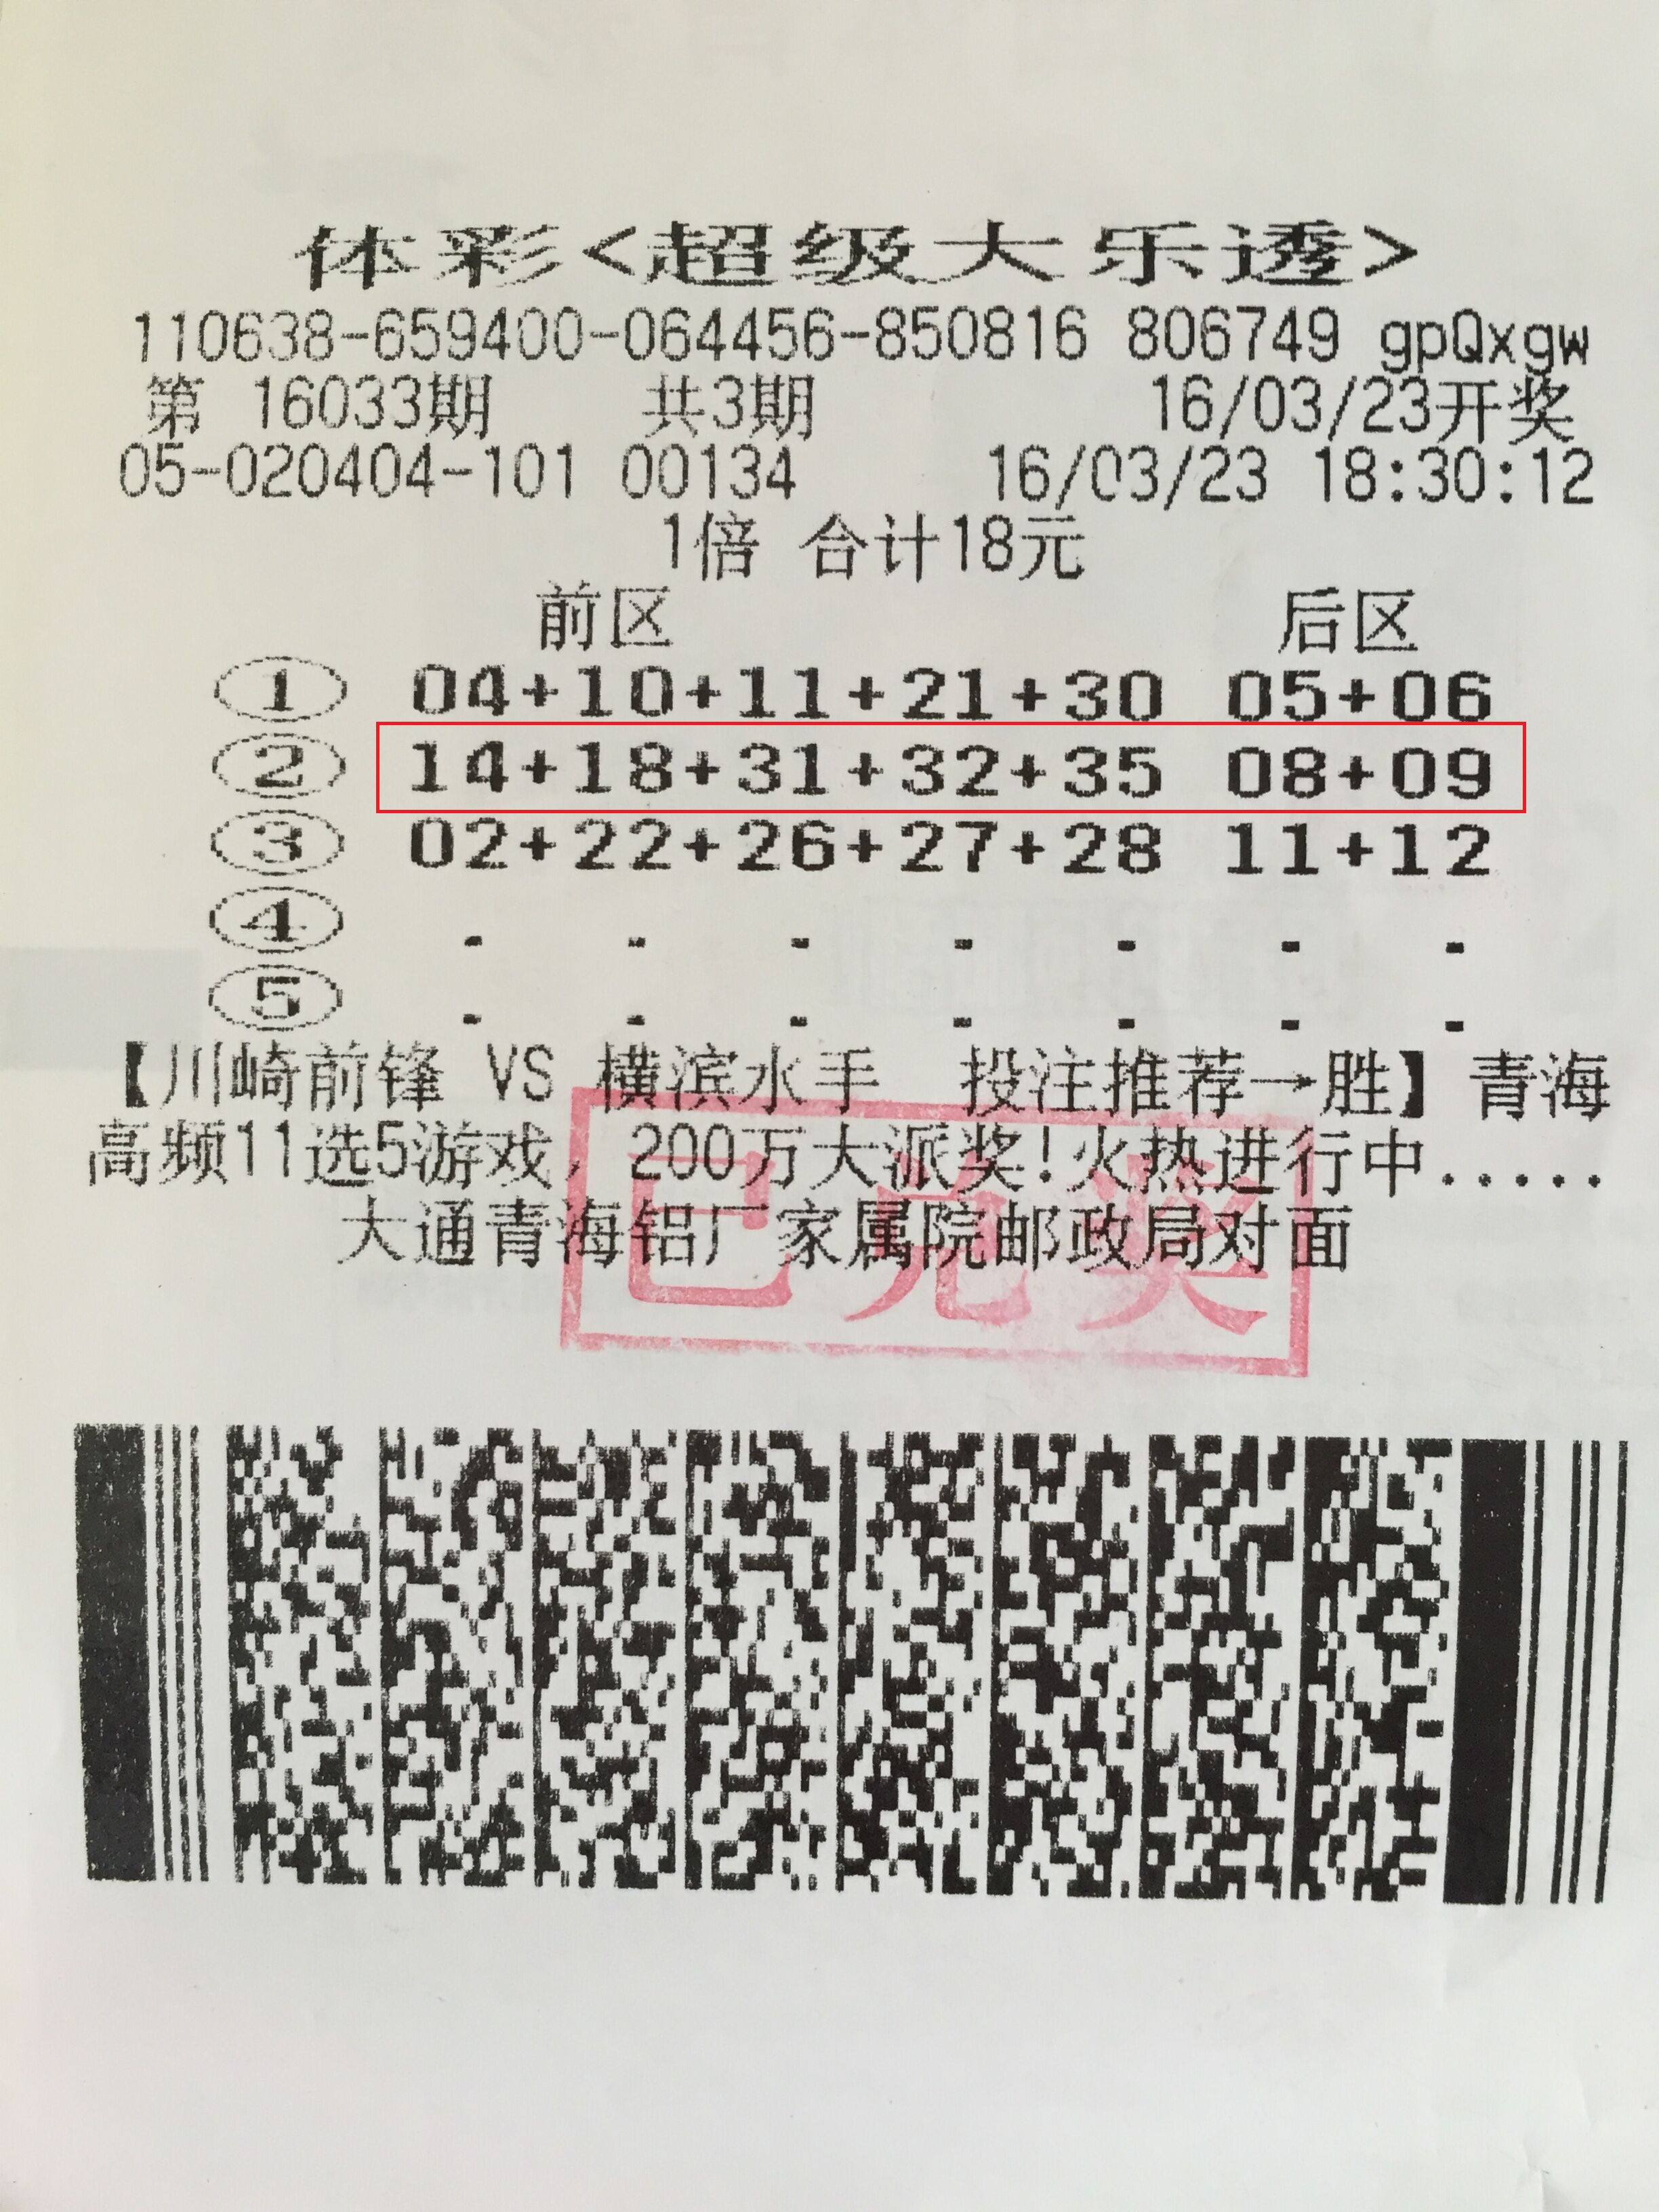 体彩<超级大乐透>
110638-659400-064456-850816 806749 gpQxgw
第 16033期 共3期 16/03/23开奖
05-020404-101 00134 16/03/23 18:30:12
1倍 合计18元
前区 后区
① 04+10+11+21+30 05+06
② 14+18+31+32+35 08+09
③ 02+22+26+27+28 11+12
④ - - - - - - -
⑤ - - - - - - -
【川崎前锋 VS 横滨水手 投注推荐→胜】青海
高频11选5游戏，200万大派奖!火热进行中.....
大通青海铝厂家属院邮政局对面
已兑奖